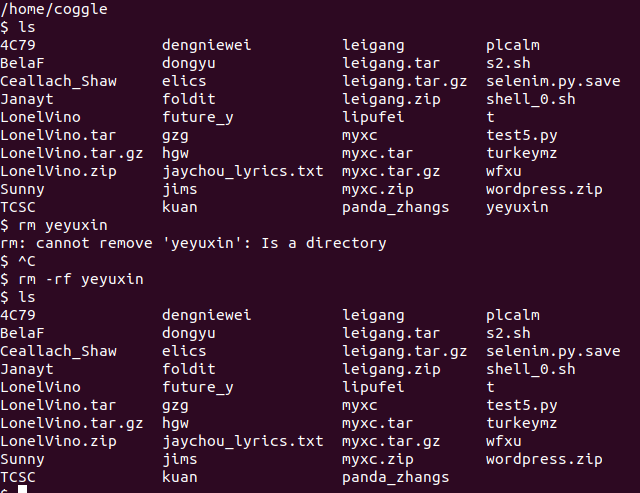 /home/coggle
$ ls
4C79 dengniewei leigang plcalm
BelaF dongyu leigang.tar s2.sh
Ceallach_Shaw elics leigang.tar.gz selenim.py.save
Janayt foldit leigang.zip shell_0.sh
LonelVino future_y lipufei t
LonelVino.tar gzg myxc test5.py
LonelVino.tar.gz hgw myxc.tar turkeymz
LonelVino.zip jaychou_lyrics.txt myxc.tar.gz wfxu
Sunny jims myxc.zip wordpress.zip
TCSC kuan panda_zhangs yeyuxin
$ rm yeyuxin
rm: cannot remove 'yeyuxin': Is a directory
$ ^C
$ rm -rf yeyuxin
$ ls
4C79 dengniewei leigang plcalm
BelaF dongyu leigang.tar s2.sh
Ceallach_Shaw elics leigang.tar.gz selenim.py.save
Janayt foldit leigang.zip shell_0.sh
LonelVino future_y lipufei t
LonelVino.tar gzg myxc test5.py
LonelVino.tar.gz hgw myxc.tar turkeymz
LonelVino.zip jaychou_lyrics.txt myxc.tar.gz wfxu
Sunny jims myxc.zip wordpress.zip
TCSC kuan panda_zhangs
$